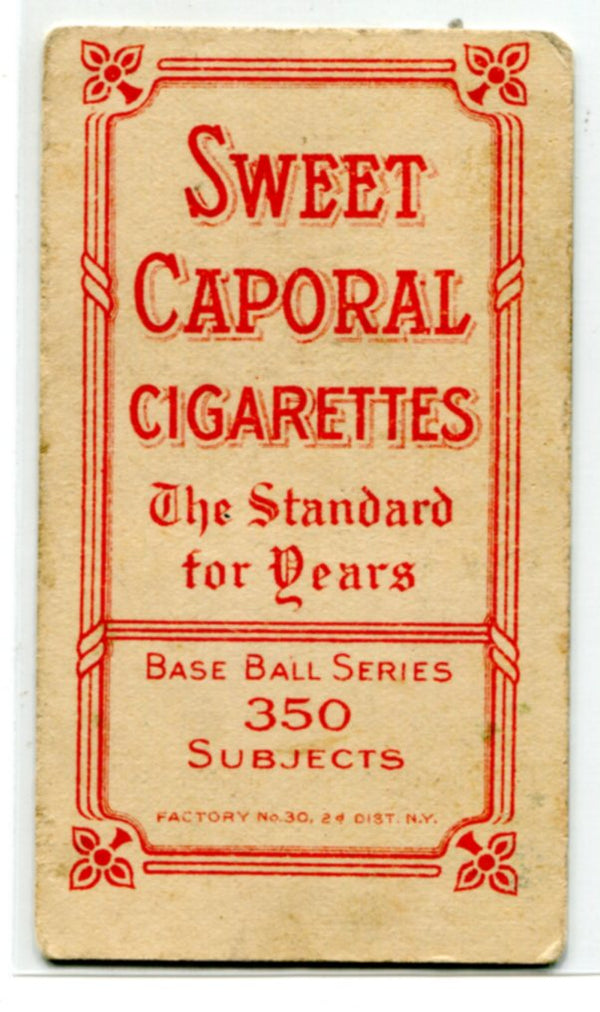 SWEET
CAPORAL
CIGARETTES
The Standard
for Years
BASE BALL SERIES
350
SUBJECTS
FACTORY No. 30, 2d DIST. N.Y.